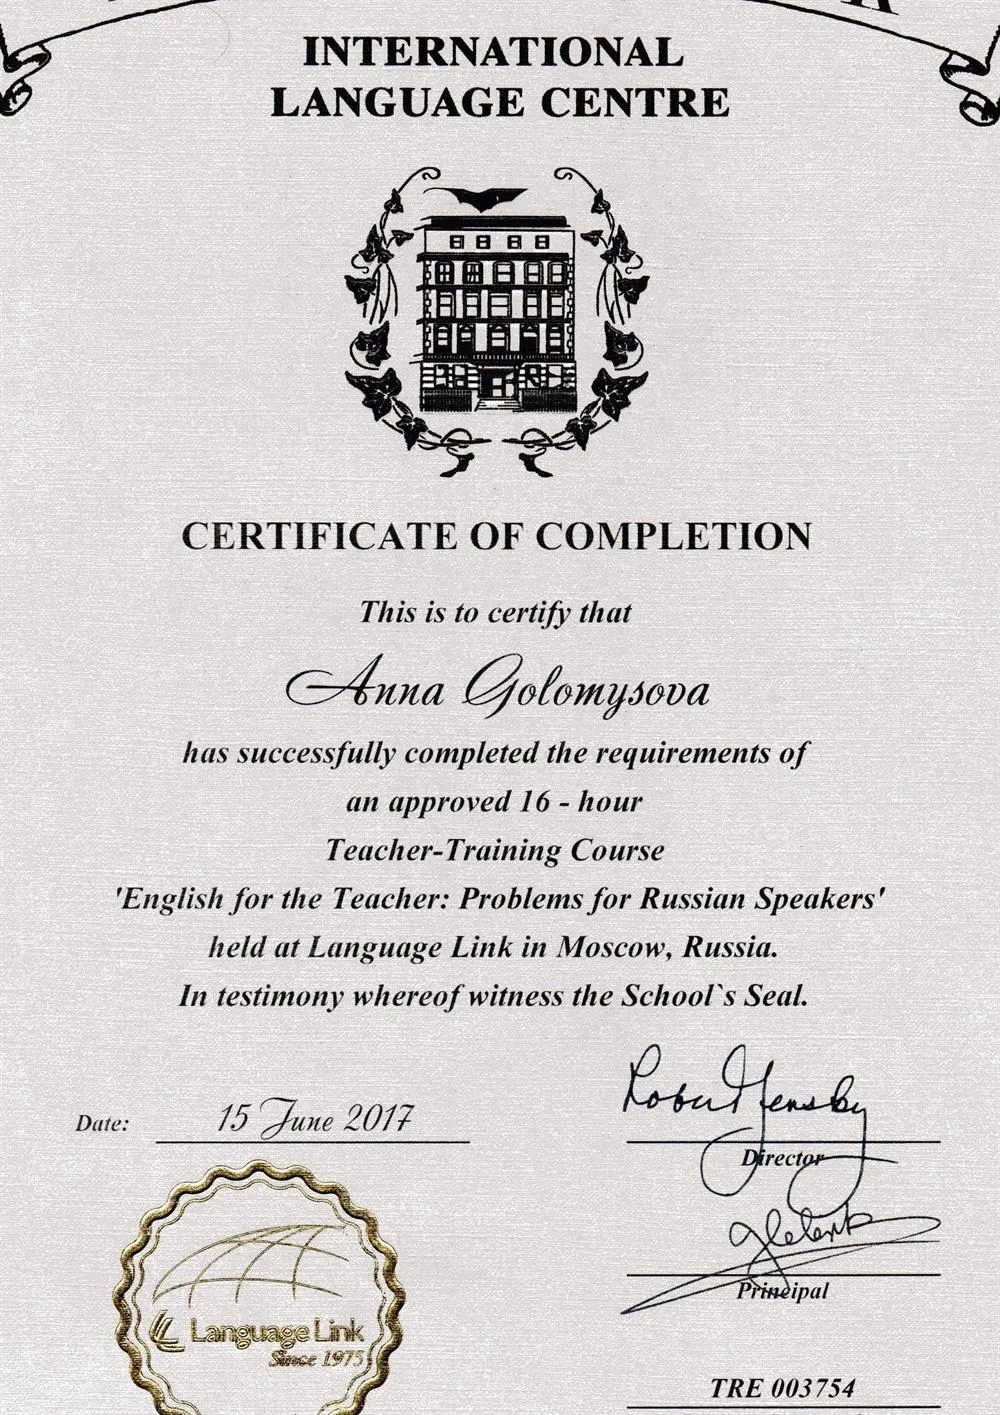 INTERNATIONAL
LANGUAGE CENTRE
CERTIFICATE OF COMPLETION
This is to certify that
Anna Golomysova
has successfully completed the requirements of
an approved 16 - hour
Teacher-Training Course
'English for the Teacher: Problems for Russian Speakers'
held at Language Link in Moscow, Russia.
In testimony whereof witness the School`s Seal.
Date: 15 June 2017
Director
Principal
LL Language Link
Since 1975
TRE 003754